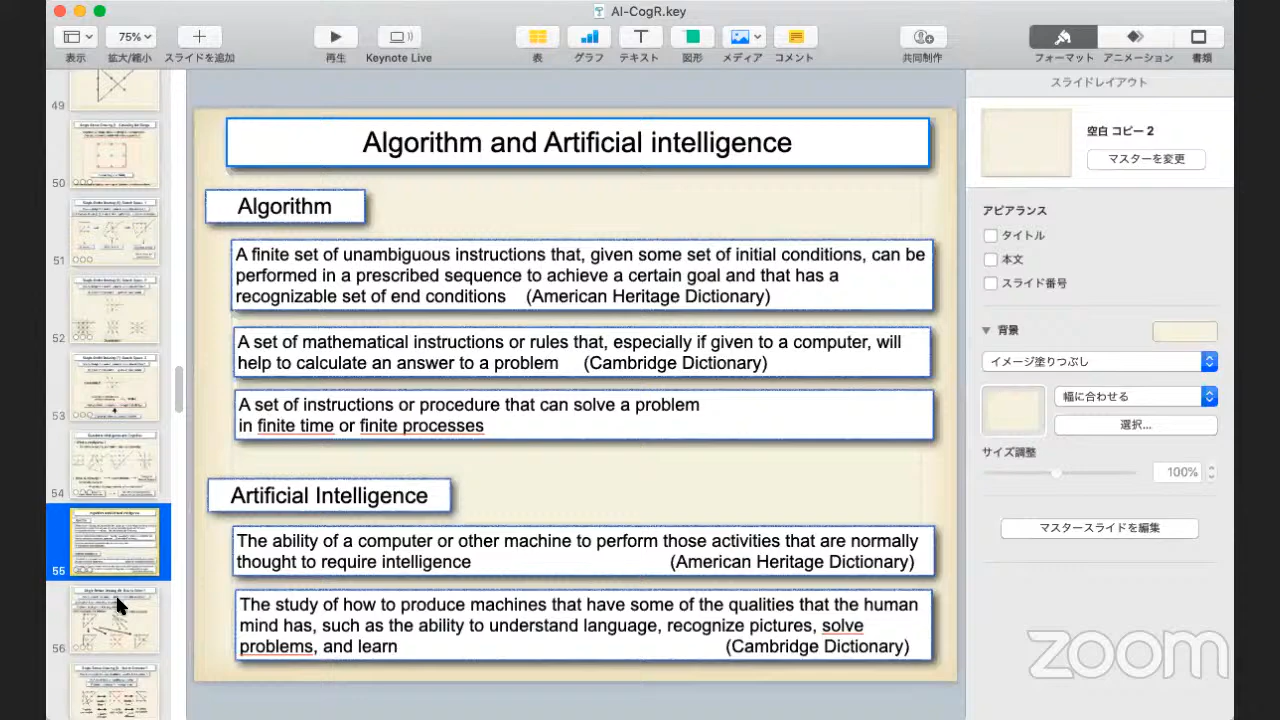 AI-CogR.key
75%
表示
拡大/縮小
スライドを追加
再生
Keynote Live
表
グラフ
テキスト
図形
メディア
コメント
共同制作
フォーマット
アニメーション
書類
スライドレイアウト
空白 コピー 2
マスターを変更
アピアランス
タイトル
本文
スライド番号
背景
イメージ塗りつぶし
幅に合わせる
選択...
サイズ調整
100%
マスタースライドを編集
49
50
51
52
53
54
55
56
Algorithm and Artificial intelligence
Algorithm
A finite set of unambiguous instructions that, given some set of initial conditions, can be
performed in a prescribed sequence to achieve a certain goal and that has a
recognizable set of end conditions (American Heritage Dictionary)
A set of mathematical instructions or rules that, especially if given to a computer, will
help to calculate an answer to a problem (Cambridge Dictionary)
A set of instructions or procedure that can solve a problem
in finite time or finite processes
Artificial Intelligence
The ability of a computer or other machine to perform those activities that are normally
thought to require intelligence (American Heritage Dictionary)
The study of how to produce machines that have some of the qualities that the human
mind has, such as the ability to understand language, recognize pictures, solve
problems, and learn (Cambridge Dictionary)
zoom